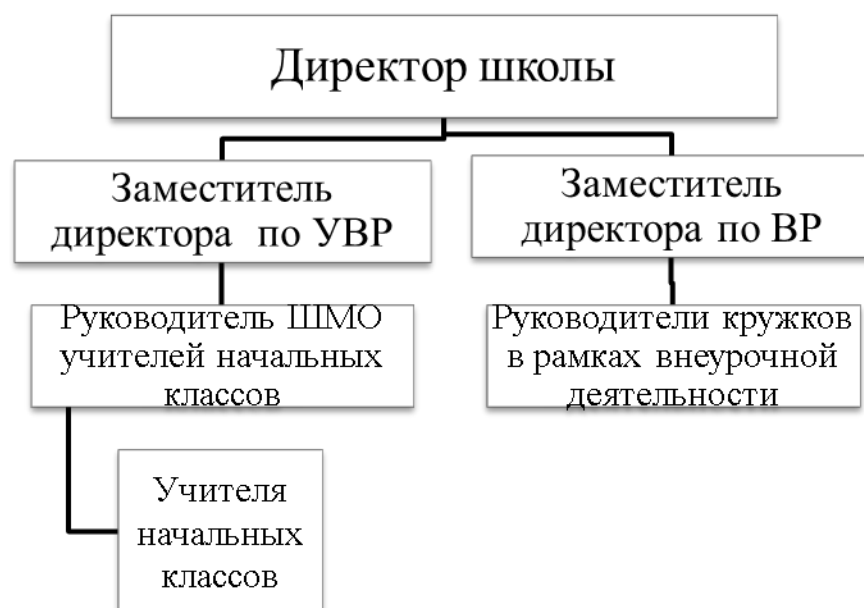 Директор школы
Заместитель
директора по УВР
Заместитель
директора по ВР
Руководитель ШМО
учителей начальных
классов
Руководители кружков
в рамках внеурочной
деятельности
Учителя
начальных
классов